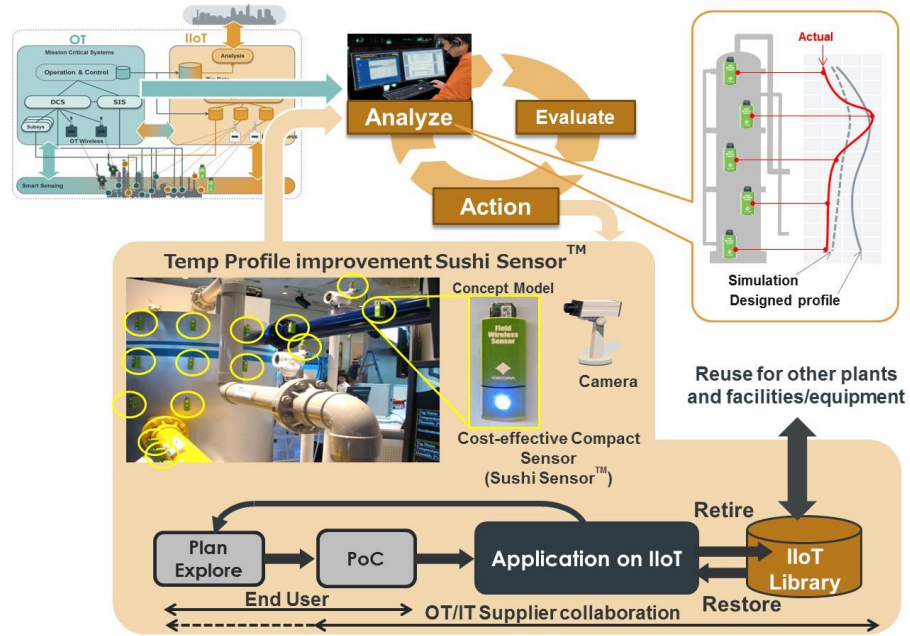 OT
Mission Critical Systems
Operation & Control
DCS
SIS
Subsys
OT Wireless
Smart Sensing
IIoT
Analysis
Analyze
Evaluate
Action
Actual
Simulation
Designed profile
Temp Profile improvement Sushi Sensor™
Concept Model
Field
Wireless
Sensor
YOKOGAWA
Camera
Cost-effective Compact
Sensor
(Sushi Sensor™)
Reuse for other plants
and facilities/equipment
Plan
Explore
PoC
Application on IIoT
Retire
Restore
IIoT
Library
End User
OT/IT Supplier collaboration